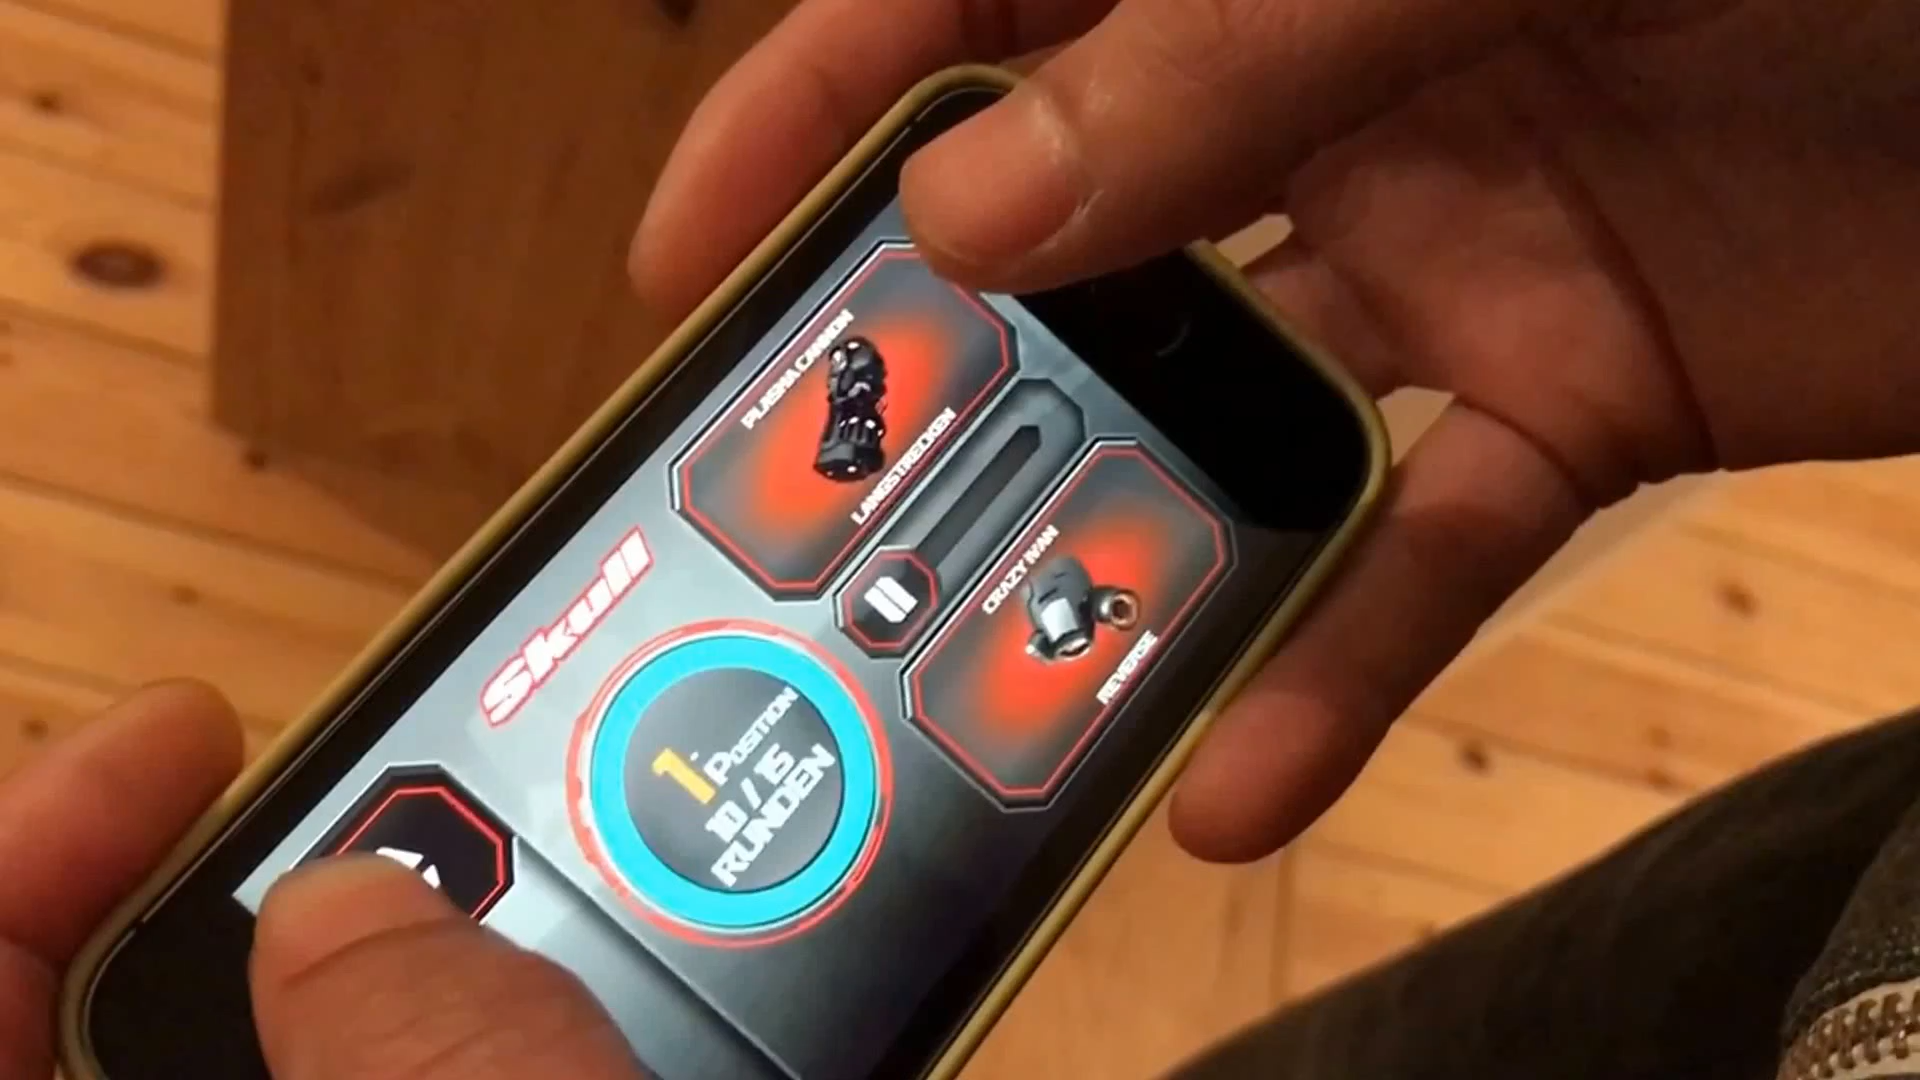 Skull
1. POSITION
10 / 15
RUNDEN
PLASMA CANNON
LANGSTRECKEN
CRAZY IVAN
REVERSE